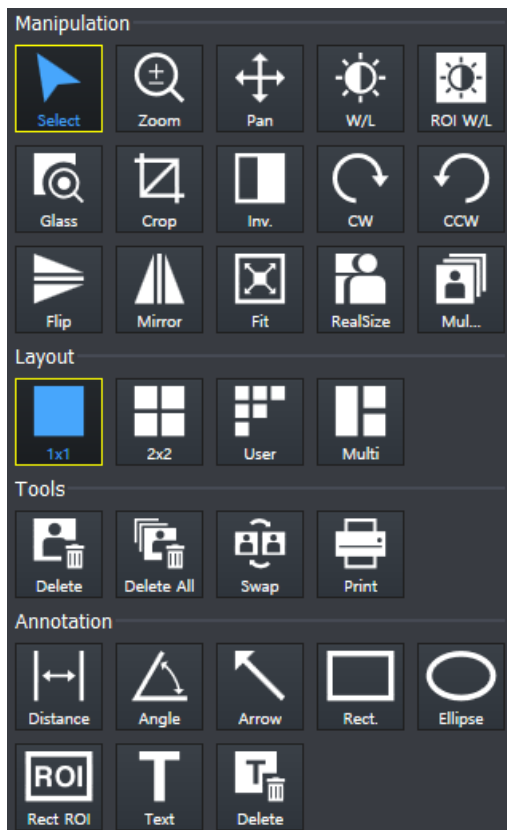 Manipulation
Select Zoom Pan W/L ROI W/L
Glass Crop Inv. CW CCW
Flip Mirror Fit RealSize Mul...
Layout
1x1 2x2 User Multi
Tools
Delete Delete All Swap Print
Annotation
Distance Angle Arrow Rect. Ellipse
ROI T T
Rect ROI Text Delete